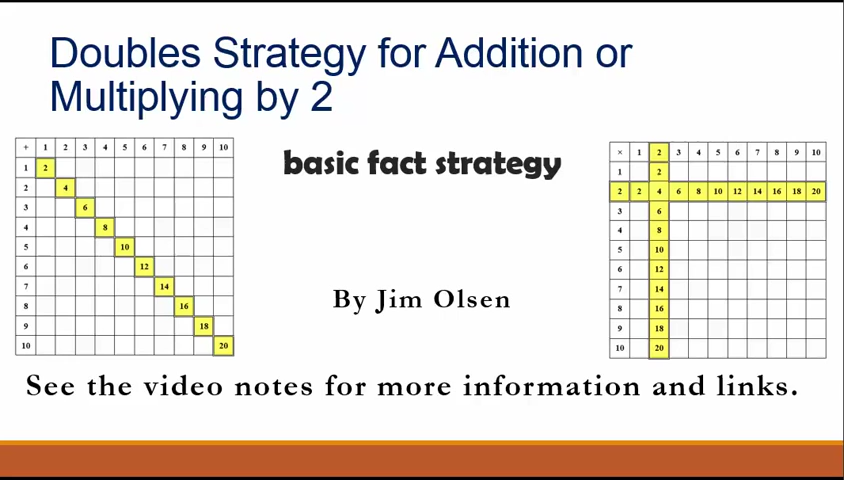 Doubles Strategy for Addition or
Multiplying by 2
basic fact strategy
+ 1 2 3 4 5 6 7 8 9 10
1 2
2 4
3 6
4 8
5 10
6 12
7 14
8 16
9 18
10 20
× 1 2 3 4 5 6 7 8 9 10
1 2
2 2 4 6 8 10 12 14 16 18 20
3 6
4 8
5 10
6 12
7 14
8 16
9 18
10 20
By Jim Olsen
See the video notes for more information and links.